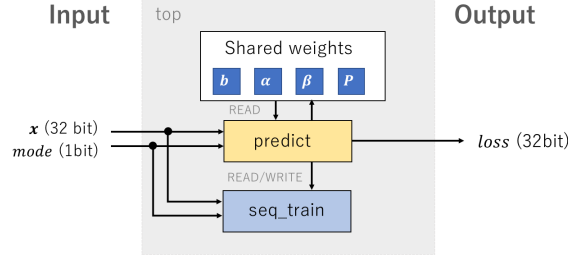 Input
top
Output
Shared weights
b α β P
READ
x (32 bit)
mode (1bit)
predict
loss (32bit)
READ/WRITE
seq_train